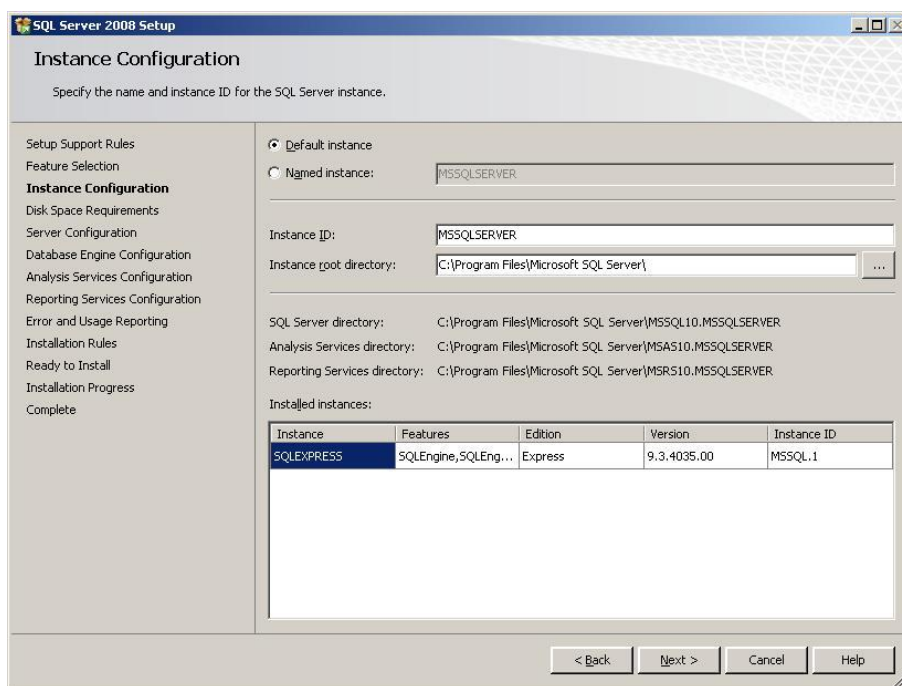 SQL Server 2008 Setup
Instance Configuration
Specify the name and instance ID for the SQL Server instance.
Setup Support Rules
Feature Selection
Instance Configuration
Disk Space Requirements
Server Configuration
Database Engine Configuration
Analysis Services Configuration
Reporting Services Configuration
Error and Usage Reporting
Installation Rules
Ready to Install
Installation Progress
Complete
Default instance
Named instance: MSSQLSERVER
Instance ID: MSSQLSERVER
Instance root directory: C:\Program Files\Microsoft SQL Server\ ...
SQL Server directory: C:\Program Files\Microsoft SQL Server\MSSQL10.MSSQLSERVER
Analysis Services directory: C:\Program Files\Microsoft SQL Server\MSAS10.MSSQLSERVER
Reporting Services directory: C:\Program Files\Microsoft SQL Server\MSRS10.MSSQLSERVER
Installed instances:
Instance Features Edition Version Instance ID
SQLEXPRESS SQLEngine,SQLEng... Express 9.3.4035.00 MSSQL.1
< Back Next > Cancel Help